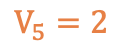 V₅ = 2